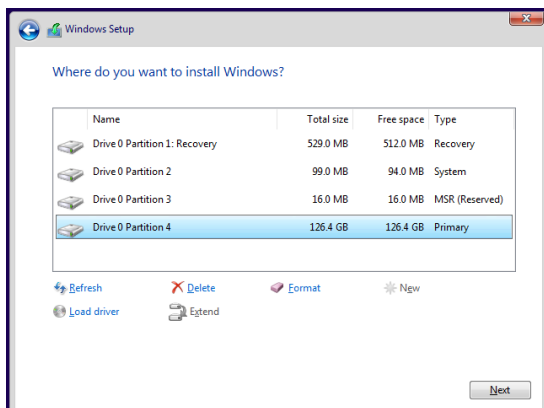 Windows Setup
Where do you want to install Windows?
Name Total size Free space Type
Drive 0 Partition 1: Recovery 529.0 MB 512.0 MB Recovery
Drive 0 Partition 2 99.0 MB 94.0 MB System
Drive 0 Partition 3 16.0 MB 16.0 MB MSR (Reserved)
Drive 0 Partition 4 126.4 GB 126.4 GB Primary
Refresh Delete Format New
Load driver Extend
Next